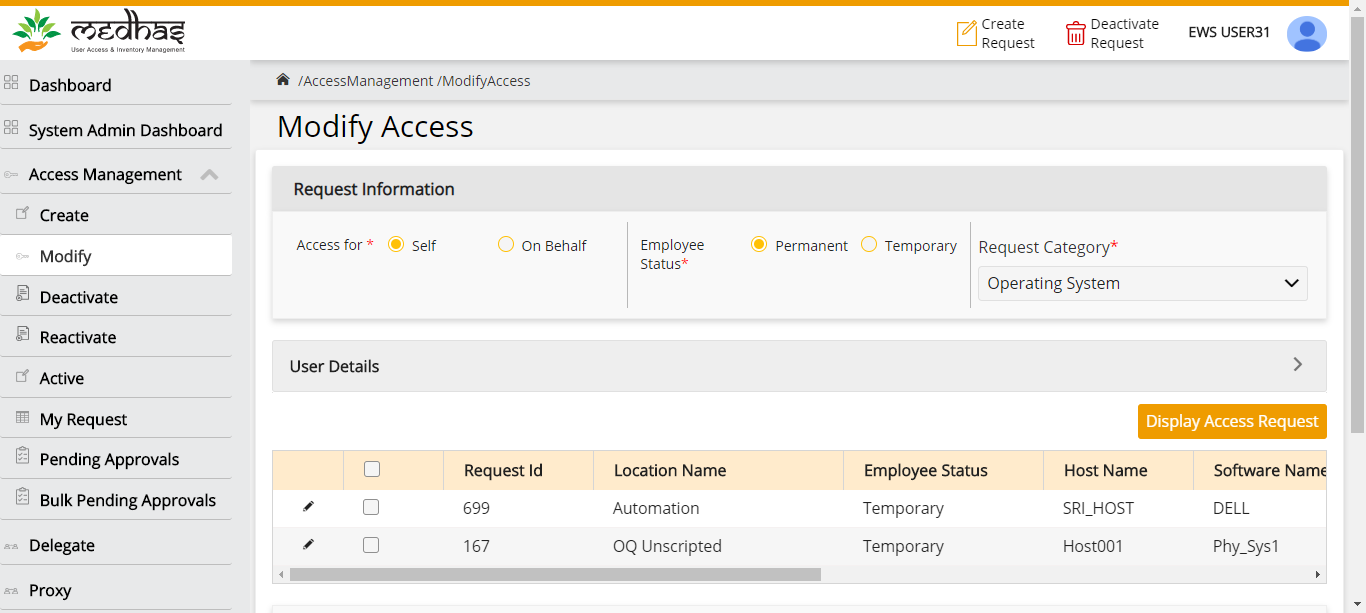 medhas
User Access & Inventory Management
Create
Request
Deactivate
Request
EWS USER31
/AccessManagement /ModifyAccess
Dashboard
System Admin Dashboard
Access Management
Create
Modify
Deactivate
Reactivate
Active
My Request
Pending Approvals
Bulk Pending Approvals
Delegate
Proxy
Modify Access
Request Information
Access for * Self On Behalf
Employee
Status*
Permanent Temporary
Request Category*
Operating System
User Details
Display Access Request
Request Id Location Name Employee Status Host Name Software Name
699 Automation Temporary SRI_HOST DELL
167 OQ Unscripted Temporary Host001 Phy_Sys1